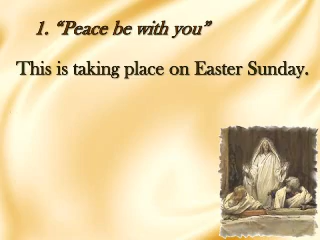 1. “Peace be with you”
This is taking place on Easter Sunday.